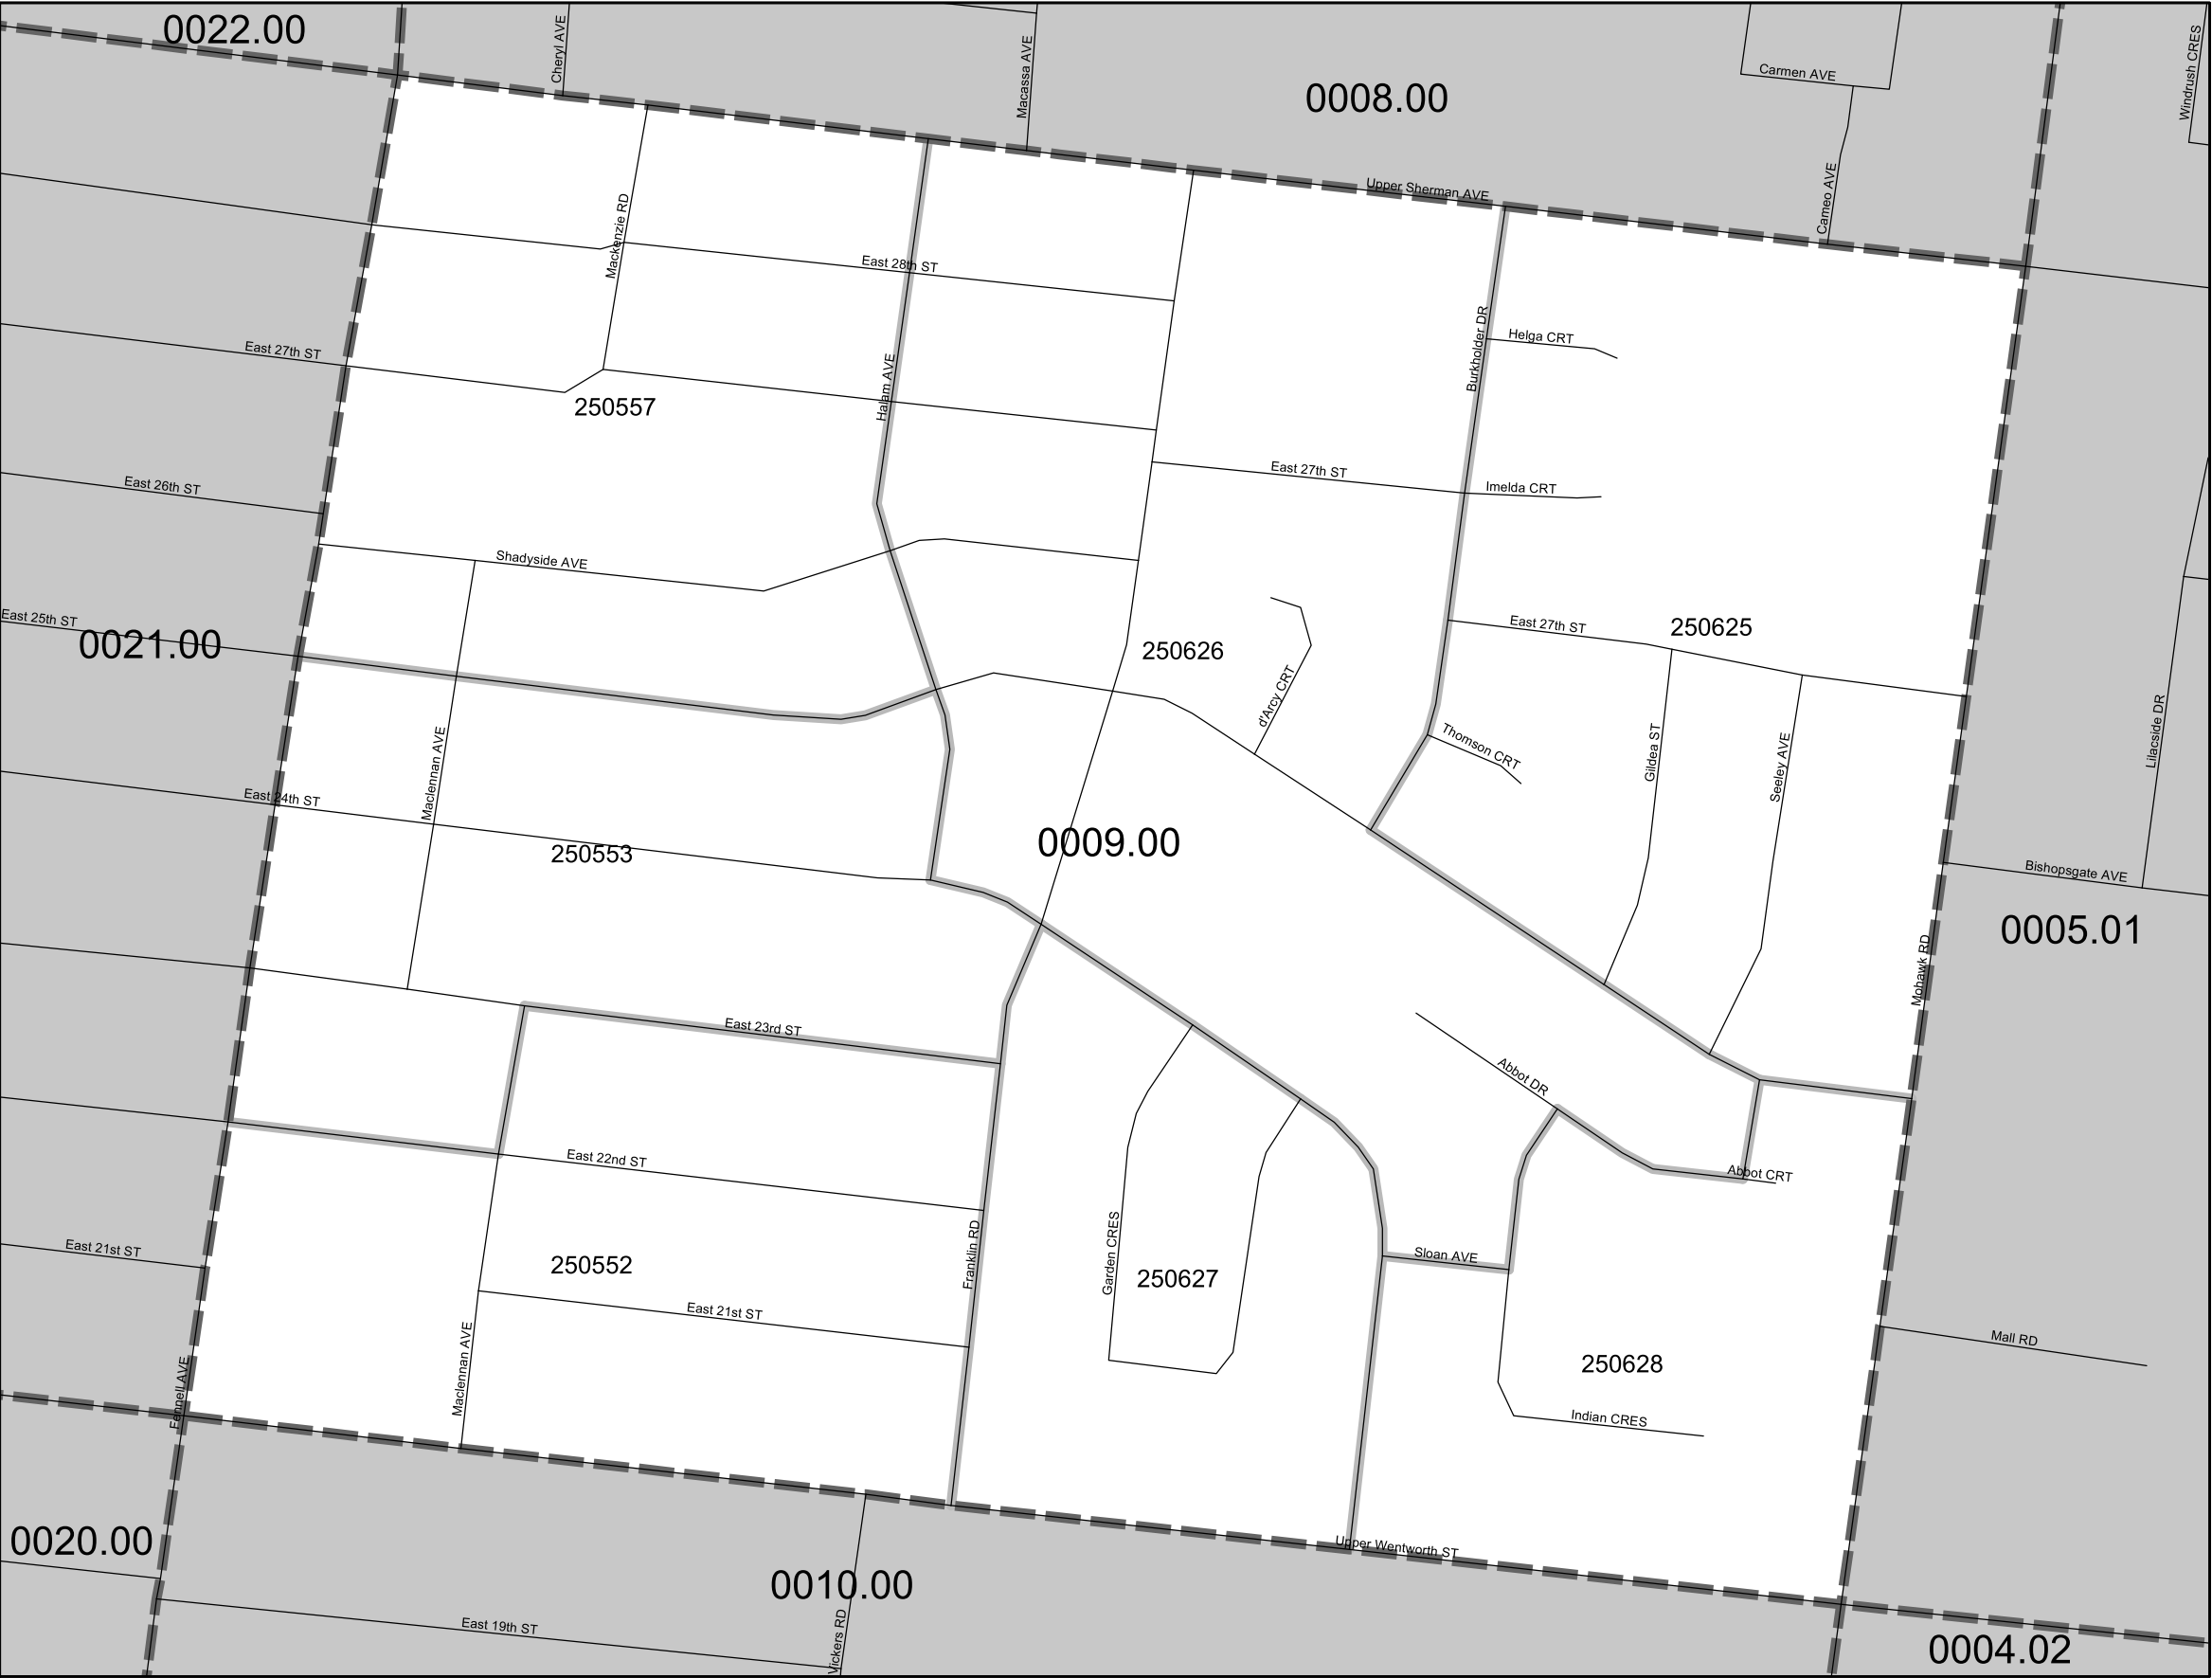 0022.00
Cheryl AVE
Macassa AVE
0008.00
Carmen AVE
Windrush CRES
Cameo AVE
Upper Sherman AVE
Mackenzie RD
East 28th ST
Burkholder DR
Helga CRT
East 27th ST
Halam AVE
250557
East 27th ST
Imelda CRT
East 26th ST
Shadyside AVE
East 25th ST
0021.00
250626
East 27th ST
250625
d'Arcy CRT
Thomson CRT
Gildea ST
Seeley AVE
Lilacside DR
Maclennan AVE
East 24th ST
250553
0009.00
Bishopsgate AVE
0005.01
Mohawk RD
East 23rd ST
Abbot DR
East 22nd ST
Abbot CRT
East 21st ST
Franklin RD
Garden CRES
Sloan AVE
250552
250627
East 21st ST
Mall RD
Maclennan AVE
250628
Fennell AVE
Indian CRES
0020.00
Upper Wentworth ST
0010.00
East 19th ST
Vickers RD
0004.02